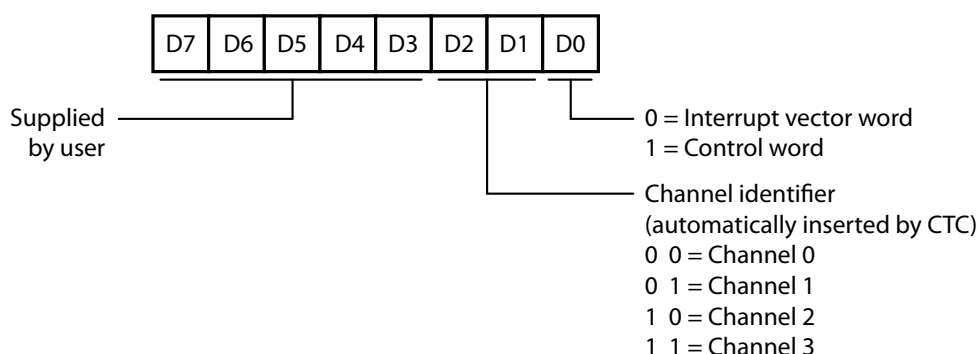 D7 D6 D5 D4 D3 D2 D1 D0
Supplied
by user
0 = Interrupt vector word
1 = Control word
Channel identifier
(automatically inserted by CTC)
0 0 = Channel 0
0 1 = Channel 1
1 0 = Channel 2
1 1 = Channel 3